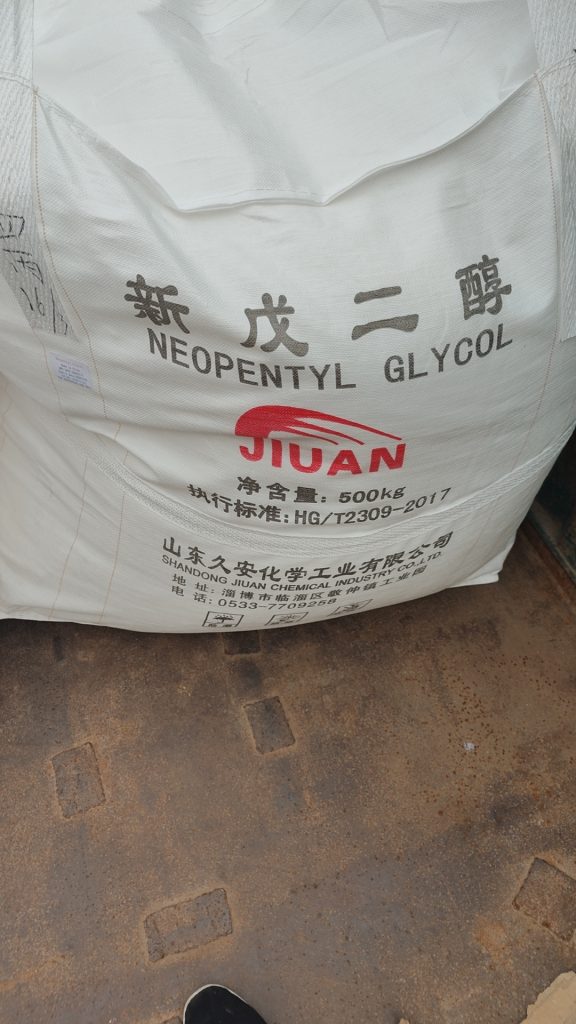 新戊二醇
NEOPENTYL GLYCOL
JIUAN
净含量: 500kg
执行标准: HG/T2309-2017
山东久安化学工业有限公司
SHANDONG JIUAN CHEMICAL INDUSTRY CO.,LTD.
地 址: 淄博市临淄区敬仲镇工业园
电 话: 0533-7709258